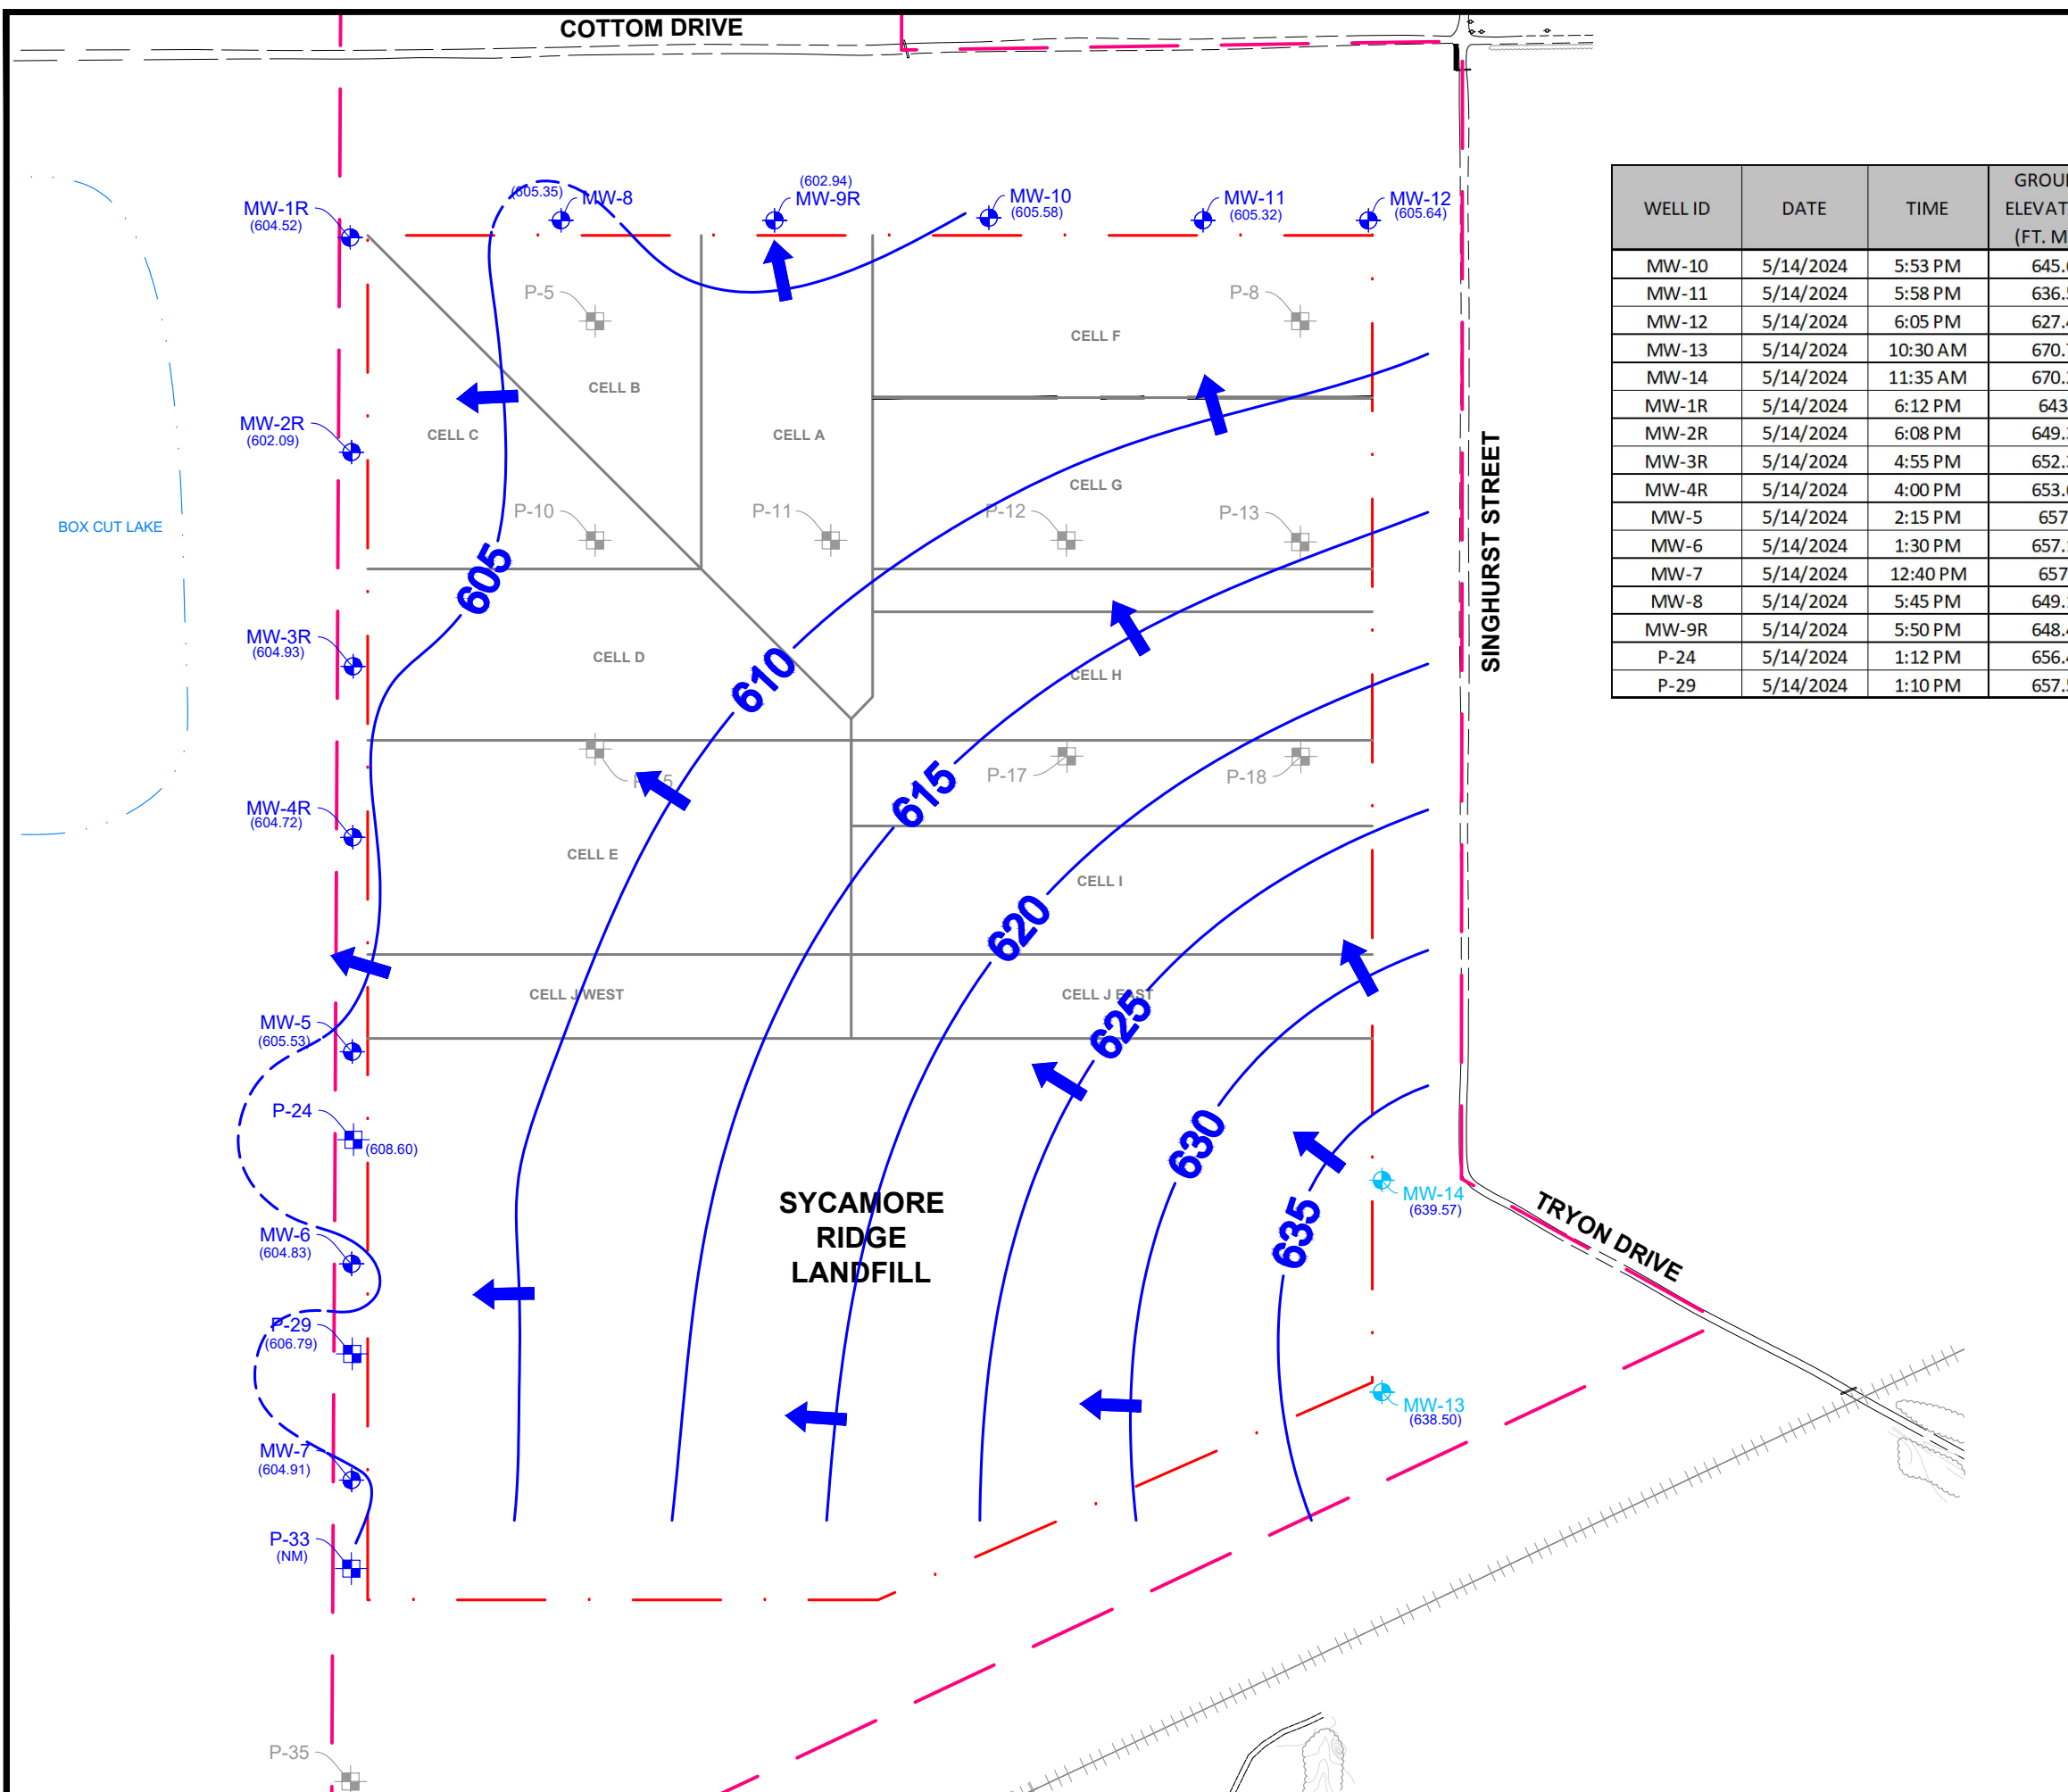 COTTOM DRIVE
MW-1R
(604.52)
(605.35)
MW-8
(602.94)
MW-9R
MW-10
(605.58)
MW-11
(605.32)
MW-12
(605.64)
P-5
P-8
CELL F
CELL B
MW-2R
(602.09)
CELL C
CELL A
CELL G
BOX CUT LAKE
P-10
P-11
P-12
P-13
SINGHURST STREET
605
MW-3R
(604.93)
CELL D
610
CELL H
P-17
P-18
615
MW-4R
(604.72)
CELL E
CELL I
620
CELL J WEST
CELL J EAST
625
MW-5
(605.53)
P-24
(608.60)
630
SYCAMORE
RIDGE
LANDFILL
635
MW-14
(639.57)
TRYON DRIVE
MW-6
(604.83)
P-29
(606.79)
MW-13
(638.50)
MW-7
(604.91)
P-33
(NM)
P-35
WELL ID DATE TIME
MW-10 5/14/2024 5:53 PM
MW-11 5/14/2024 5:58 PM
MW-12 5/14/2024 6:05 PM
MW-13 5/14/2024 10:30 AM
MW-14 5/14/2024 11:35 AM
MW-1R 5/14/2024 6:12 PM 643
MW-2R 5/14/2024 6:08 PM 649.
MW-3R 5/14/2024 4:55 PM 652.
MW-4R 5/14/2024 4:00 PM 653.
MW-5 5/14/2024 2:15 PM 657
MW-6 5/14/2024 1:30 PM 657.
MW-7 5/14/2024 12:40 PM 657
MW-8 5/14/2024 5:45 PM 649.
MW-9R 5/14/2024 5:50 PM 648.
P-24 5/14/2024 1:12 PM 656.
P-29 5/14/2024 1:10 PM 657.